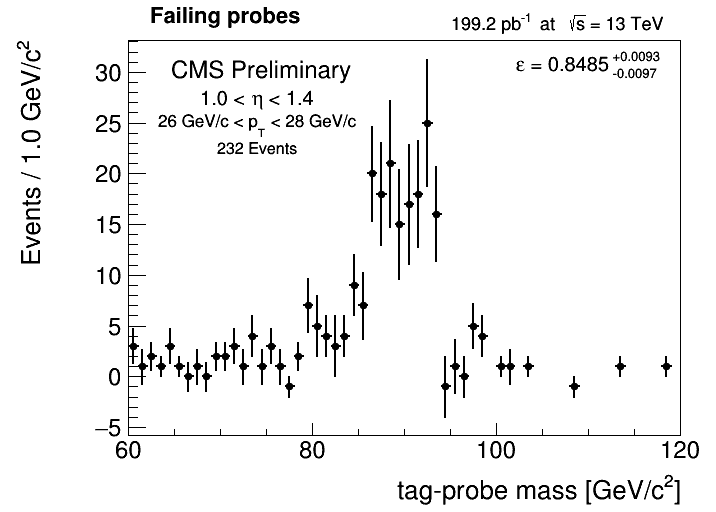 Failing probes
199.2 pb⁻¹ at √s = 13 TeV
CMS Preliminary
1.0 < η < 1.4
26 GeV/c < p_T < 28 GeV/c
232 Events
ε = 0.8485 +0.0093 -0.0097
Events / 1.0 GeV/c²
30
25
20
15
10
5
0
−5
60 80 100 120
tag-probe mass [GeV/c²]